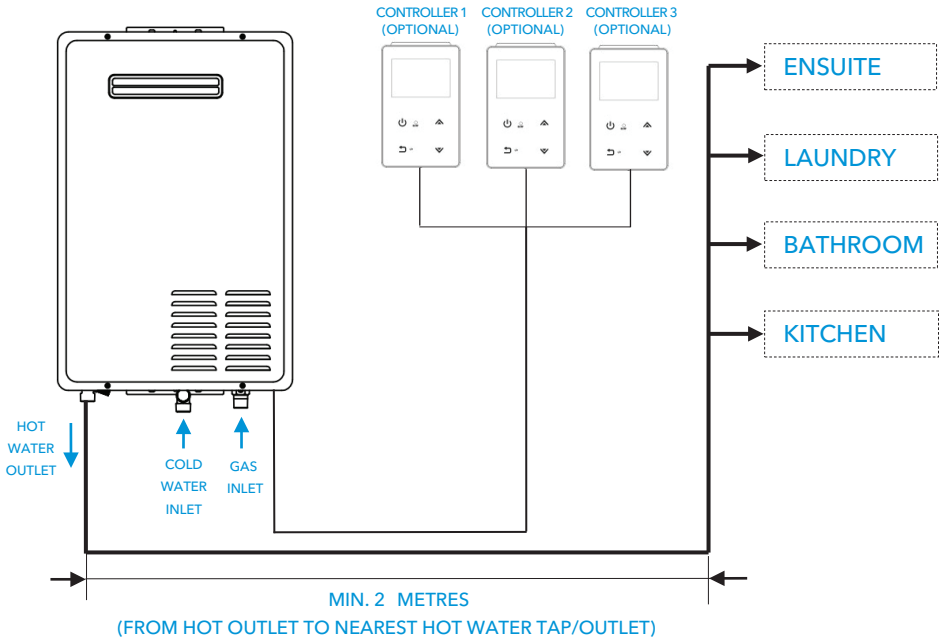 CONTROLLER 1
(OPTIONAL)
CONTROLLER 2
(OPTIONAL)
CONTROLLER 3
(OPTIONAL)
ENSUITE
LAUNDRY
BATHROOM
KITCHEN
HOT
WATER
OUTLET
COLD
WATER
INLET
GAS
INLET
MIN. 2 METRES
(FROM HOT OUTLET TO NEAREST HOT WATER TAP/OUTLET)